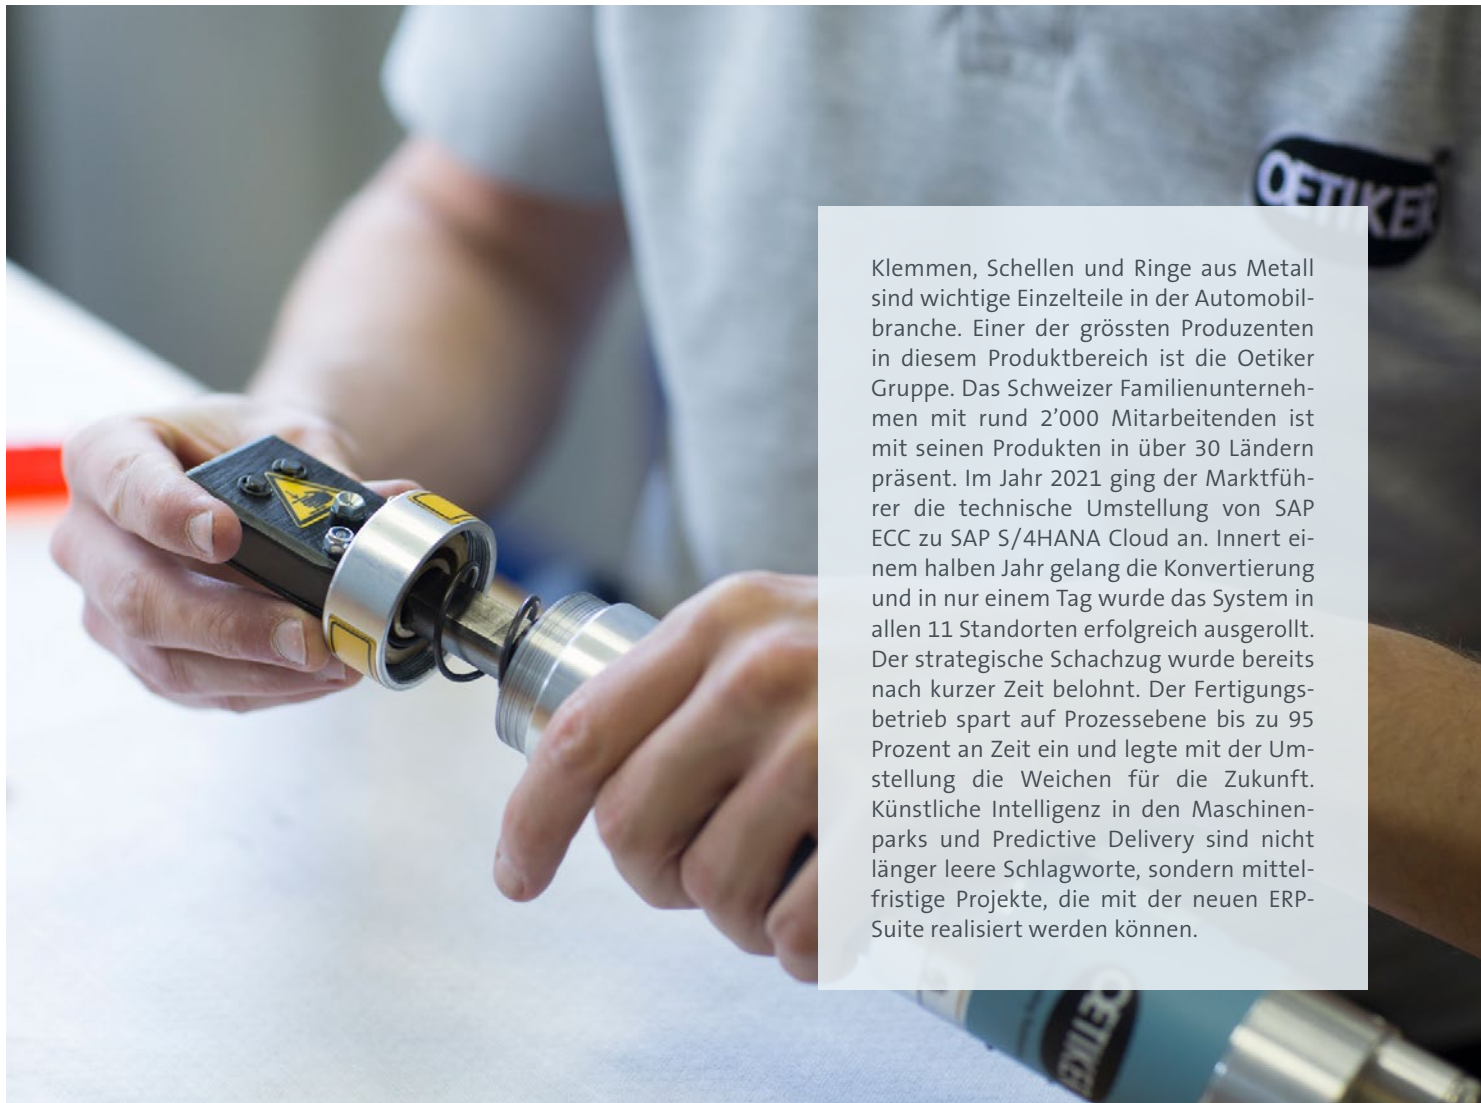 OETIKER
Klemmen, Schellen und Ringe aus Metall
sind wichtige Einzelteile in der Automobil-
branche. Einer der grössten Produzenten
in diesem Produktbereich ist die Oetiker
Gruppe. Das Schweizer Familienunterneh-
men mit rund 2’000 Mitarbeitenden ist
mit seinen Produkten in über 30 Ländern
präsent. Im Jahr 2021 ging der Marktfüh-
rer die technische Umstellung von SAP
ECC zu SAP S/4HANA Cloud an. Innert ei-
nem halben Jahr gelang die Konvertierung
und in nur einem Tag wurde das System in
allen 11 Standorten erfolgreich ausgerollt.
Der strategische Schachzug wurde bereits
nach kurzer Zeit belohnt. Der Fertigungs-
betrieb spart auf Prozessebene bis zu 95
Prozent an Zeit ein und legte mit der Um-
stellung die Weichen für die Zukunft.
Künstliche Intelligenz in den Maschinen-
parks und Predictive Delivery sind nicht
länger leere Schlagworte, sondern mittel-
fristige Projekte, die mit der neuen ERP-
Suite realisiert werden können.
OETIKER